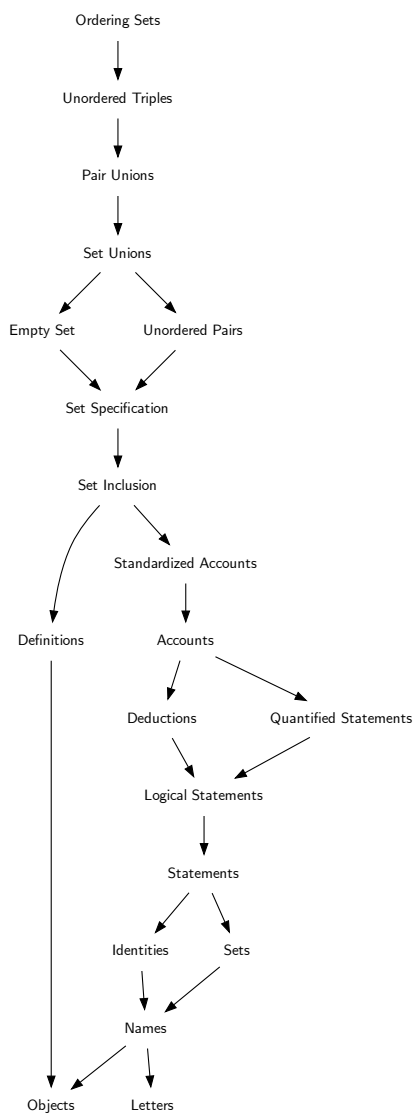 Ordering Sets
Unordered Triples
Pair Unions
Set Unions
Empty Set
Unordered Pairs
Set Specification
Set Inclusion
Standardized Accounts
Definitions
Accounts
Deductions
Quantified Statements
Logical Statements
Statements
Identities
Sets
Names
Objects
Letters